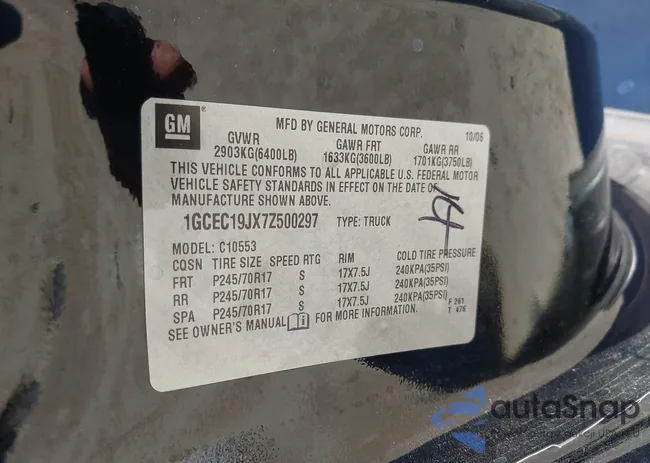 GM
MFD BY GENERAL MOTORS CORP. 10/06
GVWR GAWR FRT GAWR RR
2903KG(6400LB) 1633KG(3600LB) 1701KG(3750LB)
THIS VEHICLE CONFORMS TO ALL APPLICABLE U.S. FEDERAL MOTOR
VEHICLE SAFETY STANDARDS IN EFFECT ON THE DATE OF
MANUFACTURE SHOWN ABOVE.
1GCEC19JX7Z500297 TYPE: TRUCK
MODEL: C10553
CQSN TIRE SIZE SPEED RTG RIM COLD TIRE PRESSURE
FRT P245/70R17 S 17X7.5J 240KPA(35PSI)
RR P245/70R17 S 17X7.5J 240KPA(35PSI)
SPA P245/70R17 S 17X7.5J 240KPA(35PSI)
F 261
T 476
SEE OWNER'S MANUAL FOR MORE INFORMATION.
autoSnap